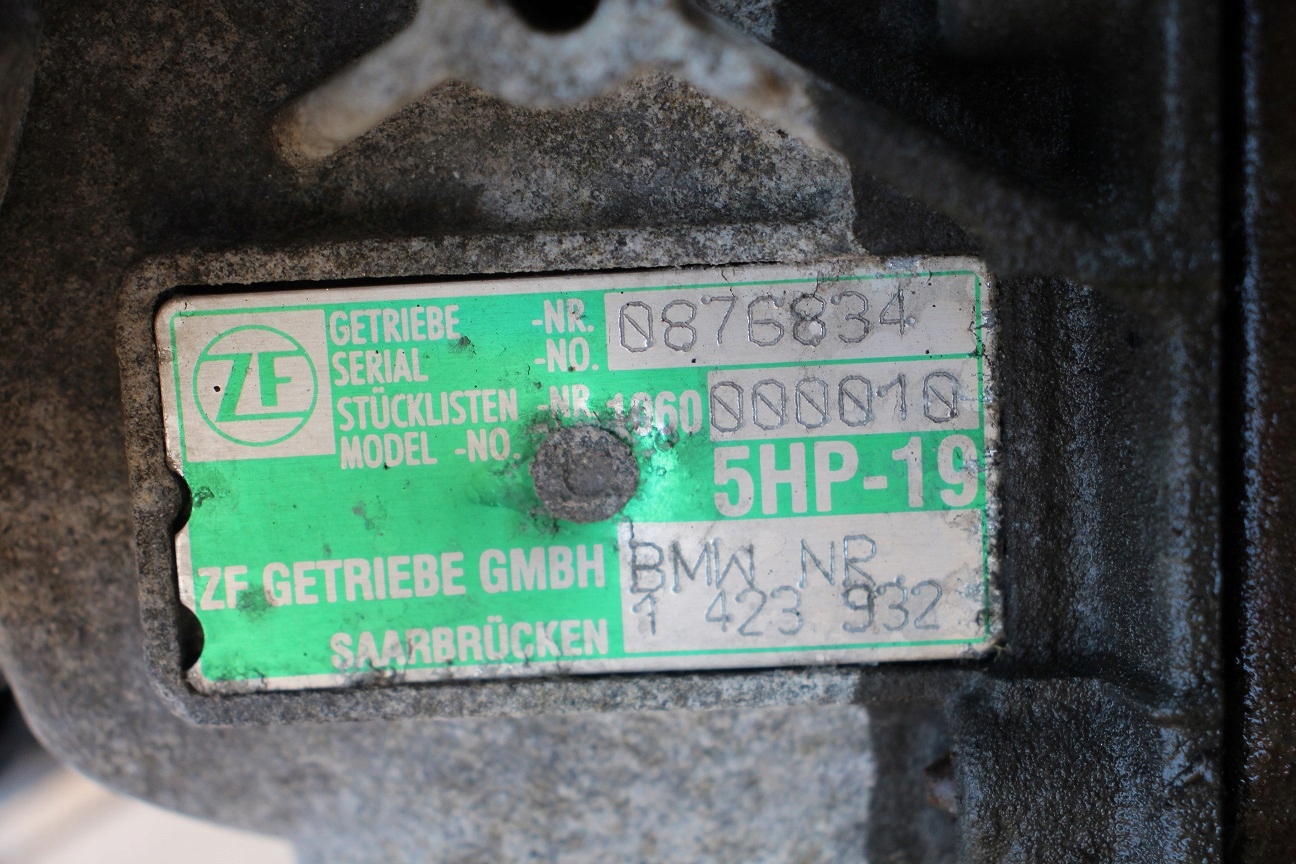 ZF
GETRIEBE -NR. 0876834
SERIAL -NO.
STÜCKLISTEN -NR. 1060 000010
MODEL -NO.
5HP-19
ZF GETRIEBE GMBH
SAARBRÜCKEN
BMW NR.
1 423 932